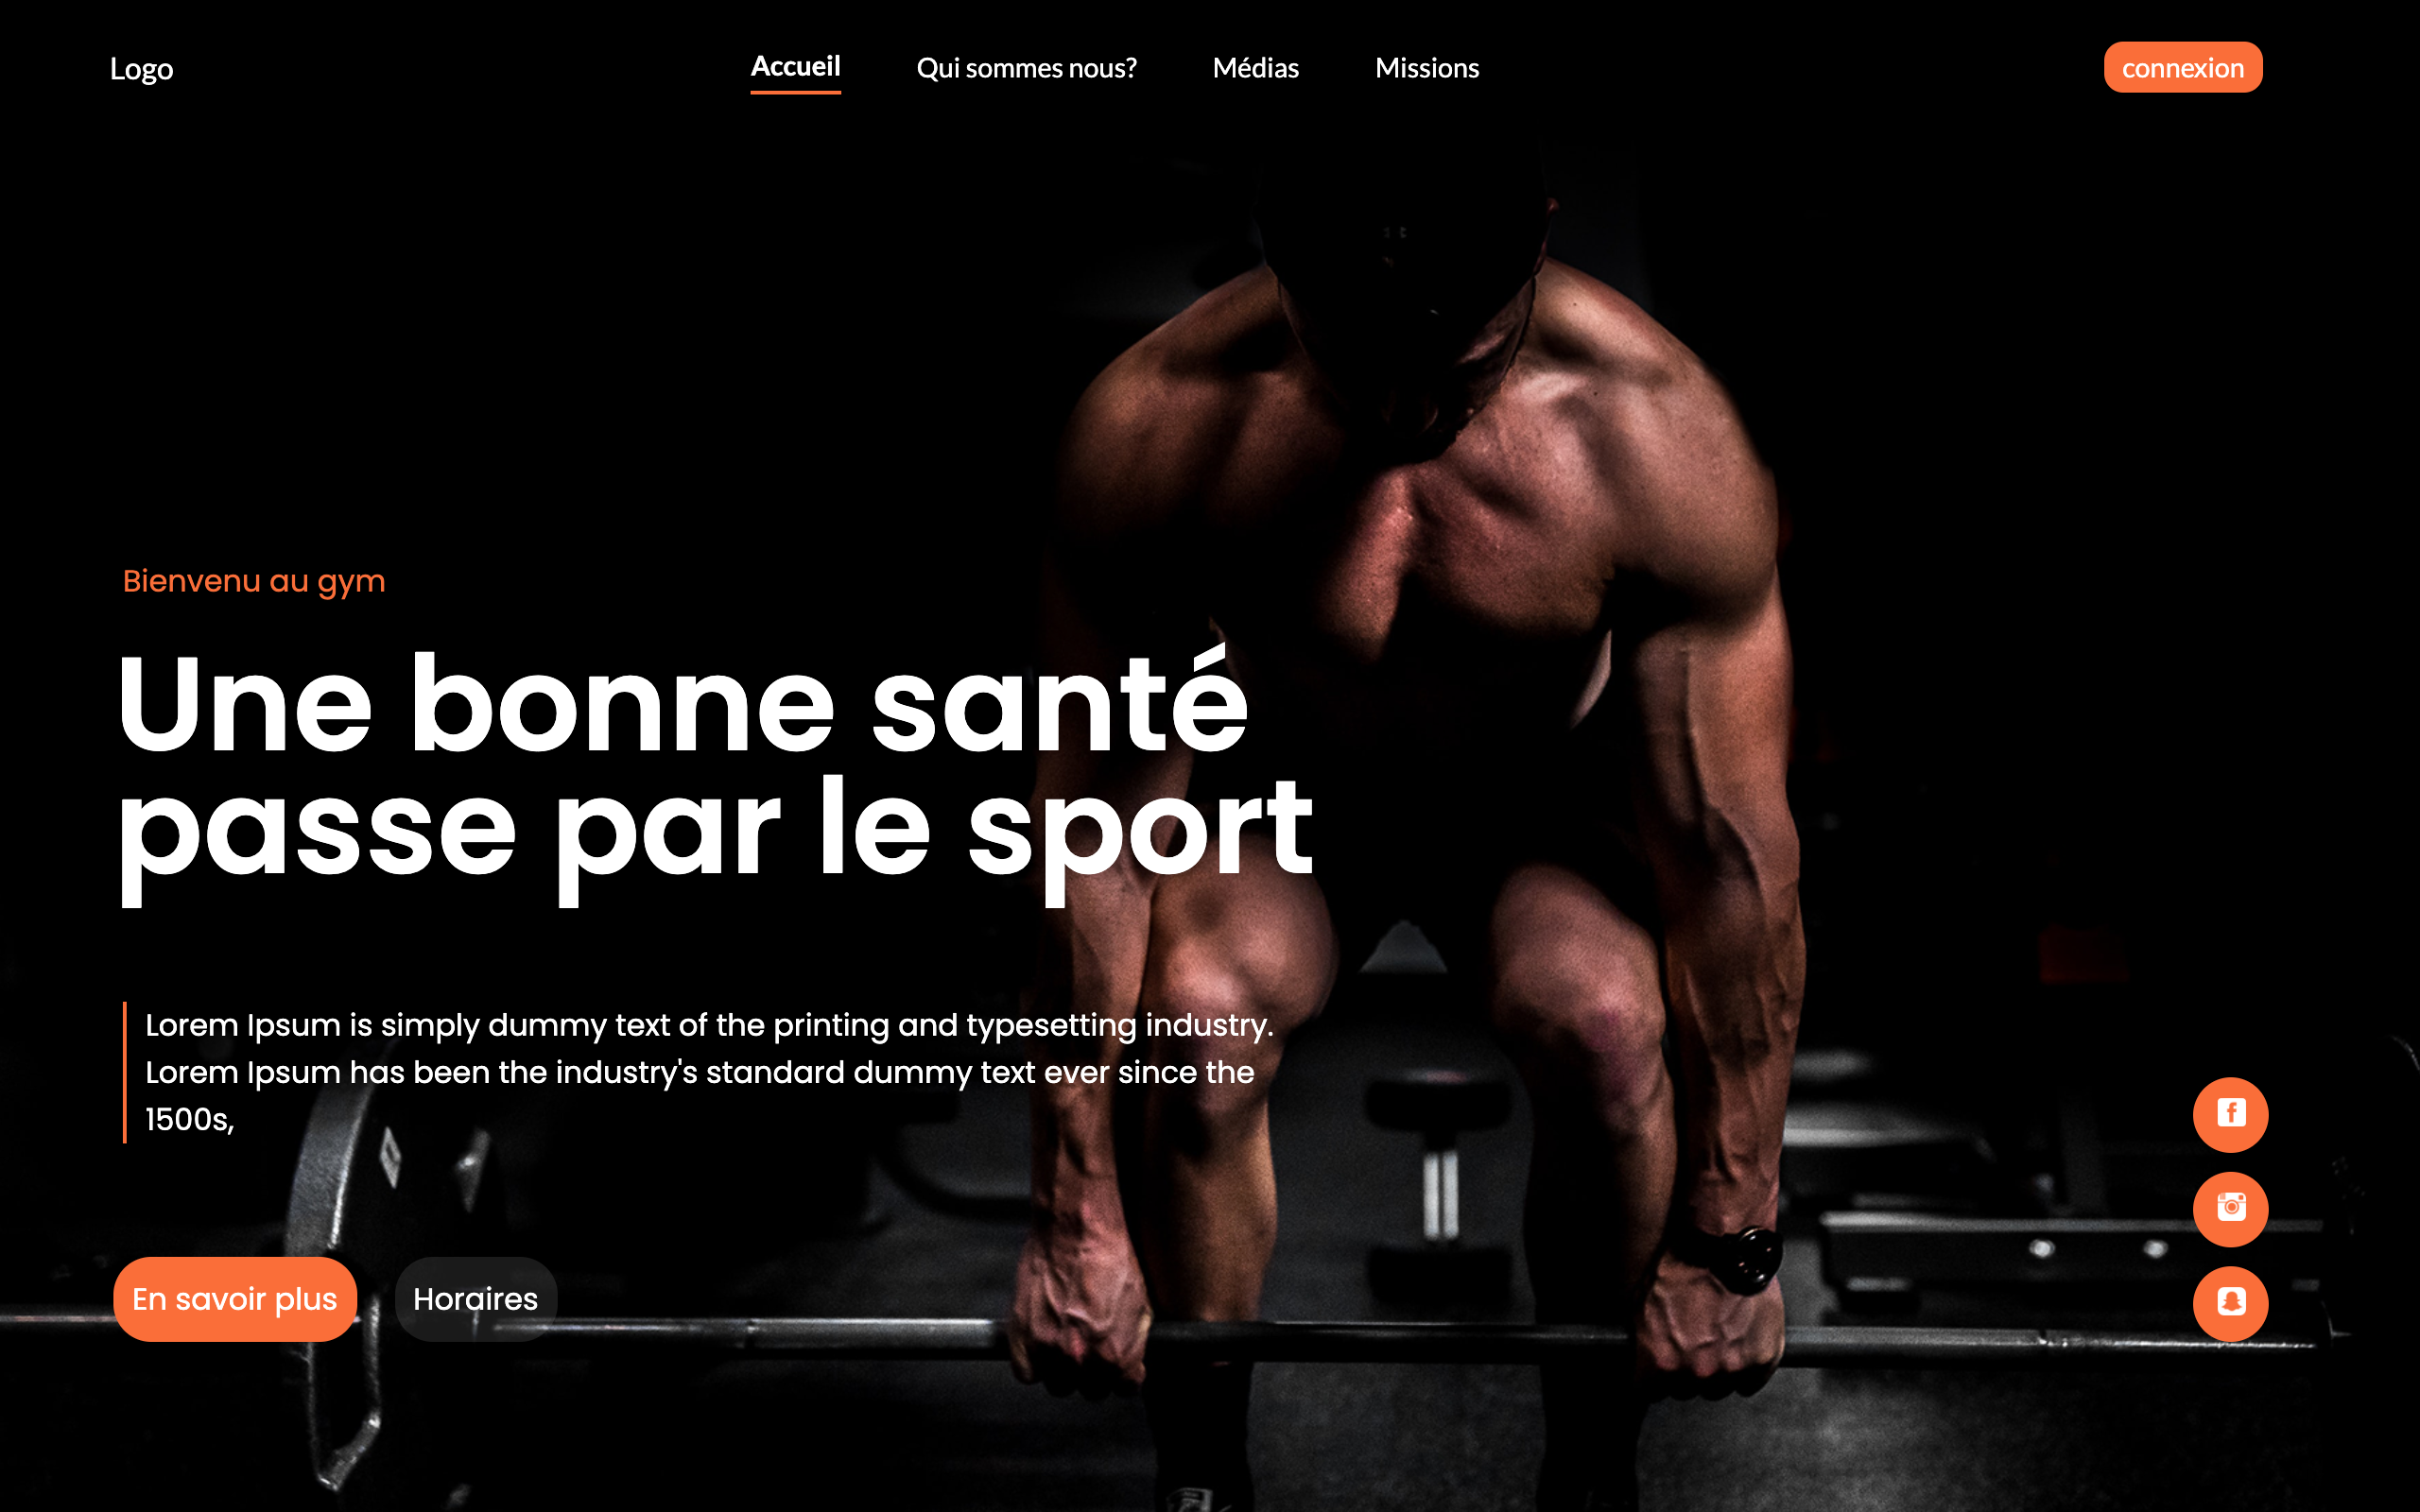 Logo
Accueil
Qui sommes nous?
Médias
Missions
connexion
Bienvenu au gym
Une bonne santé
passe par le sport
Lorem Ipsum is simply dummy text of the printing and typesetting industry.
Lorem Ipsum has been the industry's standard dummy text ever since the
1500s,
En savoir plus
Horaires